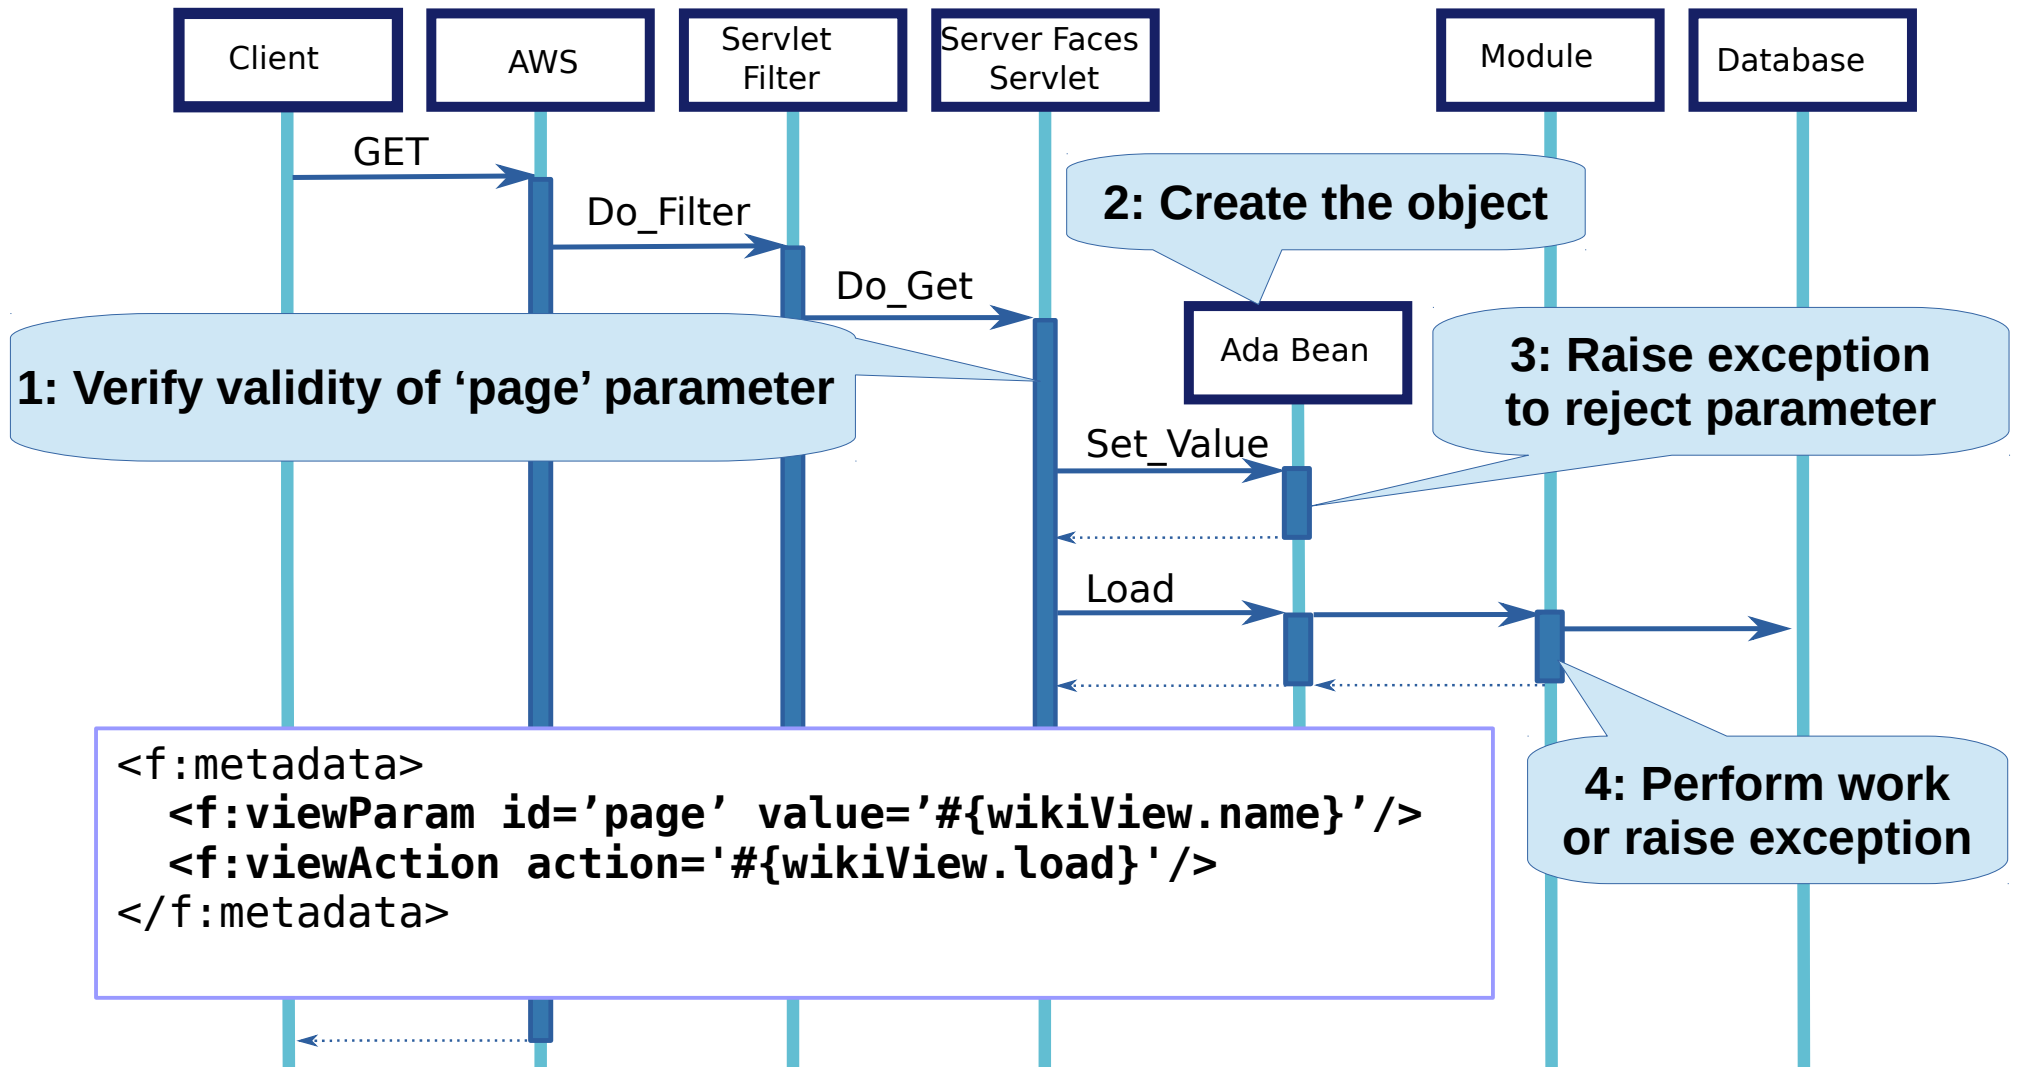 Client
AWS
Servlet
Filter
Server Faces
Servlet
Module
Database
GET
Do_Filter
Do_Get
2: Create the object
Ada Bean
1: Verify validity of ‘page’ parameter
3: Raise exception
to reject parameter
Set_Value
Load
<f:metadata>
<f:viewParam id=’page’ value=’#{wikiView.name}’/>
<f:viewAction action='#{wikiView.load}'/>
</f:metadata>
4: Perform work
or raise exception